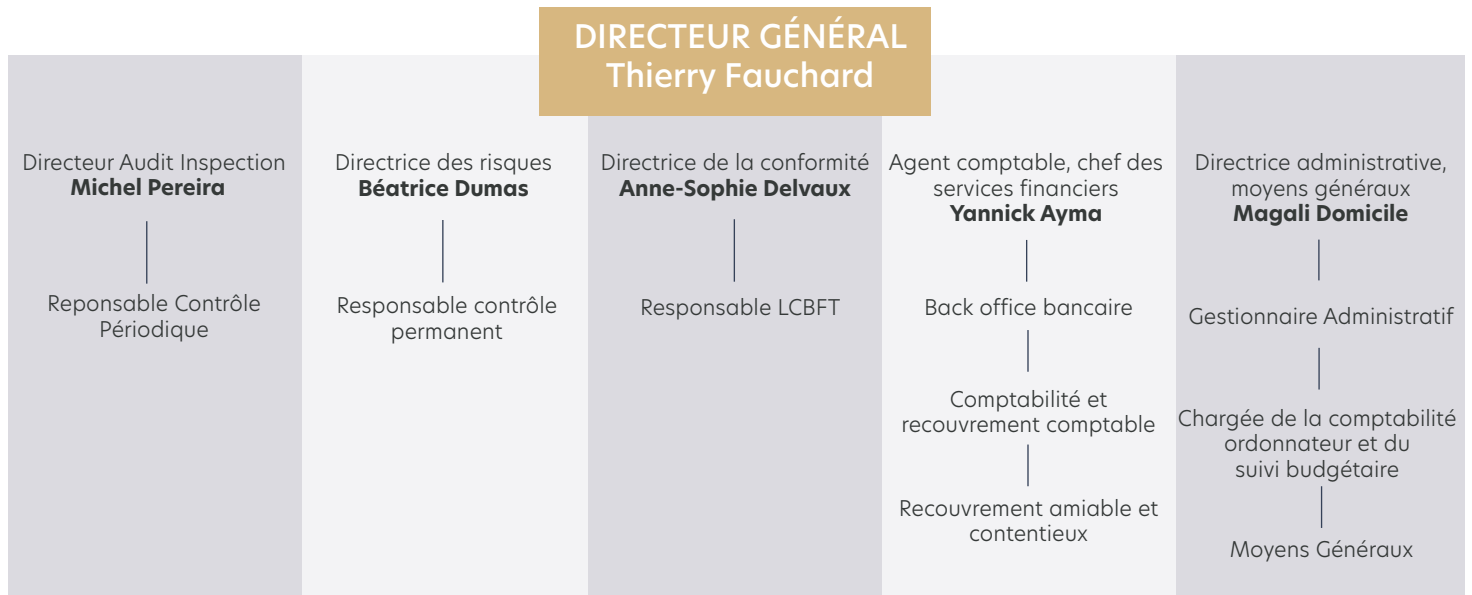 DIRECTEUR GÉNÉRAL
Thierry Fauchard
Directeur Audit Inspection
Michel Pereira
Reponsable Contrôle
Périodique
Directrice des risques
Béatrice Dumas
Responsable contrôle
permanent
Directrice de la conformité
Anne-Sophie Delvaux
Responsable LCBFT
Agent comptable, chef des
services financiers
Yannick Ayma
Back office bancaire
Comptabilité et
recouvrement comptable
Recouvrement amiable et
contentieux
Directrice administrative,
moyens généraux
Magali Domicile
Gestionnaire Administratif
Chargée de la comptabilité
ordonnateur et du
suivi budgétaire
Moyens Généraux